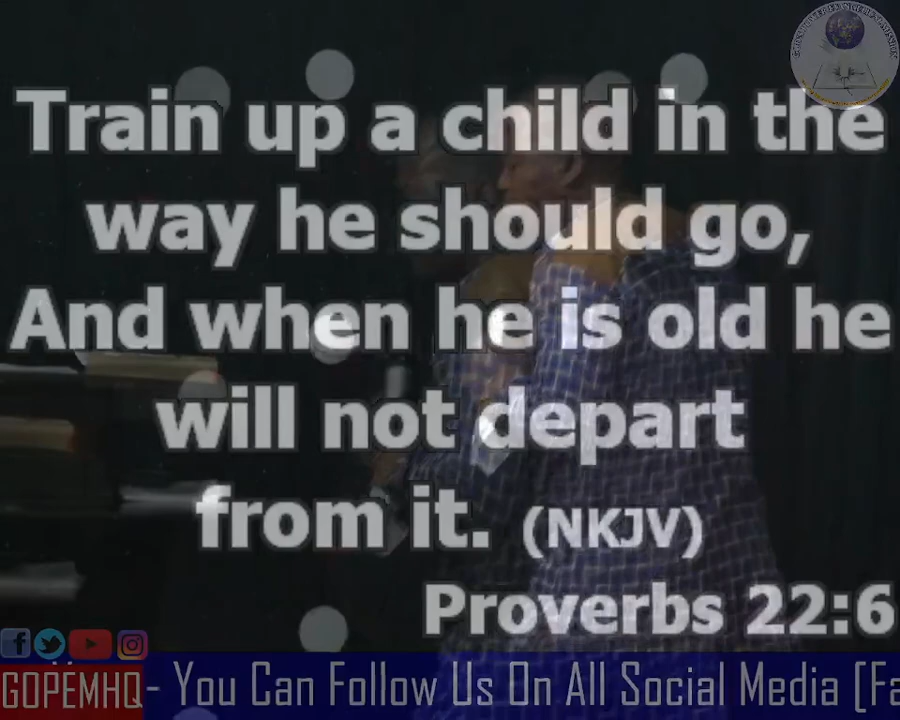 Train up a child in the
way he should go,
And when he is old he
will not depart
from it. (NKJV)
Proverbs 22:6
GOPEMHQ - You Can Follow Us On All Social Media [Fa